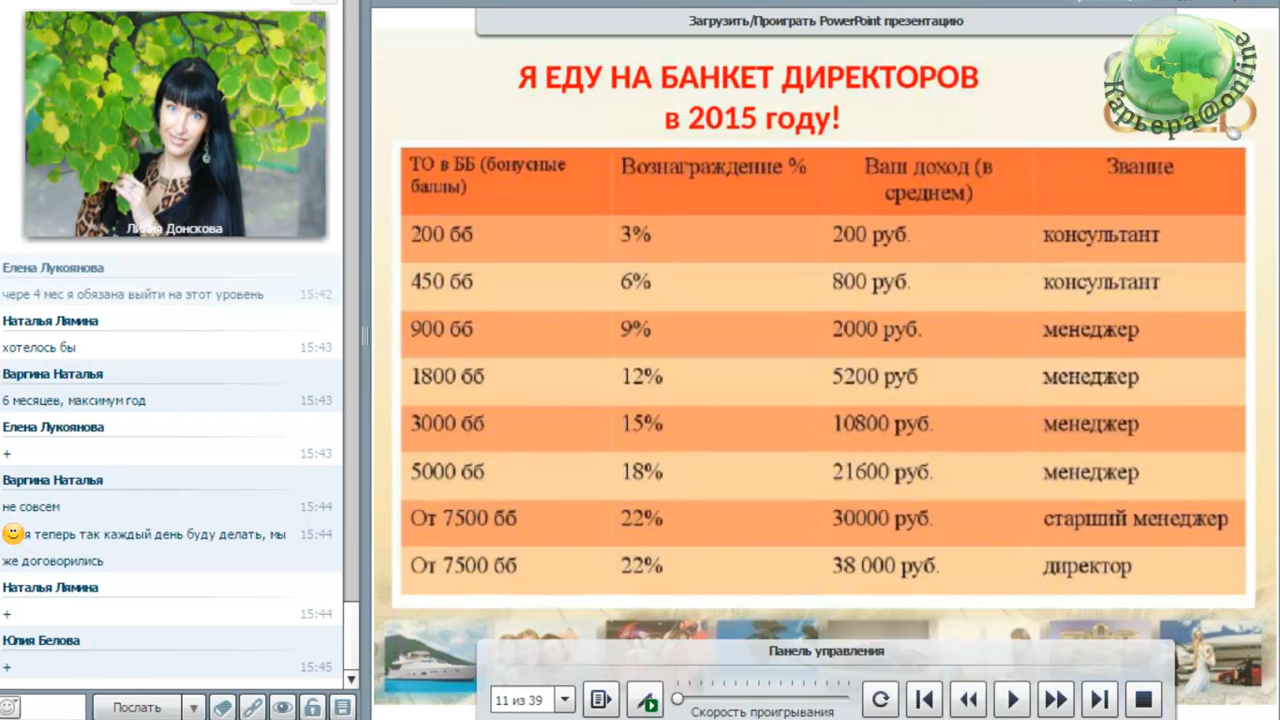 Загрузить/Проиграть PowerPoint презентацию
Лилия Донскова
Елена Лукоянова
чере 4 мес я обязана выйти на этот уровень 15:42
Наталья Лямина
хотелось бы 15:43
Варгина Наталья
6 месяцев, максимум год 15:43
Елена Лукоянова
+ 15:43
Варгина Наталья
не совсем 15:44
я теперь так каждый день буду делать, мы 15:44
же договорились
Наталья Лямина
+ 15:44
Юлия Белова
+ 15:45
Послать
Я ЕДУ НА БАНКЕТ ДИРЕКТОРОВ
в 2015 году!
Карьера@online
ТО в ББ (бонусные баллы) Вознаграждение % Ваш доход (в среднем) Звание
200 бб 3% 200 руб. консультант
450 бб 6% 800 руб. консультант
900 бб 9% 2000 руб. менеджер
1800 бб 12% 5200 руб менеджер
3000 бб 15% 10800 руб. менеджер
5000 бб 18% 21600 руб. менеджер
От 7500 бб 22% 30000 руб. старший менеджер
От 7500 бб 22% 38 000 руб. директор
Панель управления
11 из 39
Скорость проигрывания